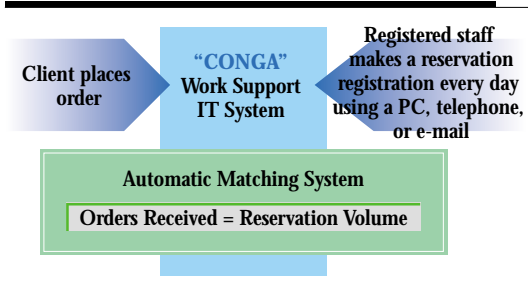 Client places
order
“CONGA”
Work Support
IT System
Registered staff
makes a reservation
registration every day
using a PC, telephone,
or e-mail
Automatic Matching System
Orders Received = Reservation Volume